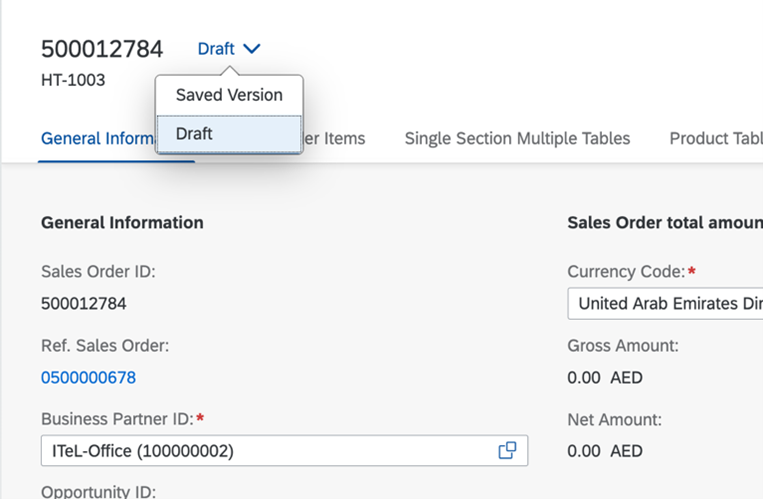 500012784 Draft
HT-1003
Saved Version
Draft
General Inform er Items Single Section Multiple Tables Product Tabl
General Information Sales Order total amoun
Sales Order ID: Currency Code:*
500012784 United Arab Emirates Dir
Ref. Sales Order: Gross Amount:
0500000678 0.00 AED
Business Partner ID:* Net Amount:
ITeL-Office (100000002) 0.00 AED
Opportunity ID: